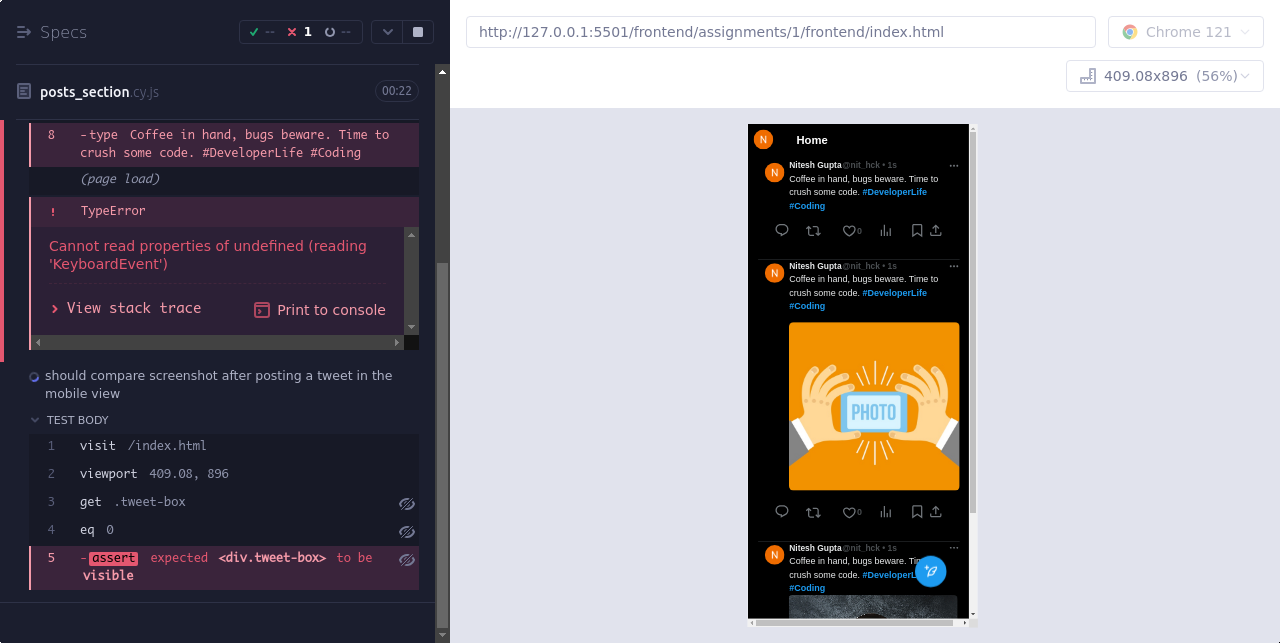 Specs
-- 1 --
posts_section.cy.js
00:22
8 -type Coffee in hand, bugs beware. Time to
crush some code. #DeveloperLife #Coding
(page load)
! TypeError
Cannot read properties of undefined (reading
'KeyboardEvent')
View stack trace
Print to console
should compare screenshot after posting a tweet in the
mobile view
TEST BODY
1 visit /index.html
2 viewport 409.08, 896
3 get .tweet-box
4 eq 0
5 -assert expected <div.tweet-box> to be
visible
http://127.0.0.1:5501/frontend/assignments/1/frontend/index.html
Chrome 121
409.08x896 (56%)
N Home
N Nitesh Gupta@nit_hck • 1s ...
Coffee in hand, bugs beware. Time to
crush some code. #DeveloperLife
#Coding
0
N Nitesh Gupta@nit_hck • 1s ...
Coffee in hand, bugs beware. Time to
crush some code. #DeveloperLife
#Coding
PHOTO
0
N Nitesh Gupta@nit_hck • 1s ...
Coffee in hand, bugs beware. Tim
crush some code. #DeveloperL
#Coding